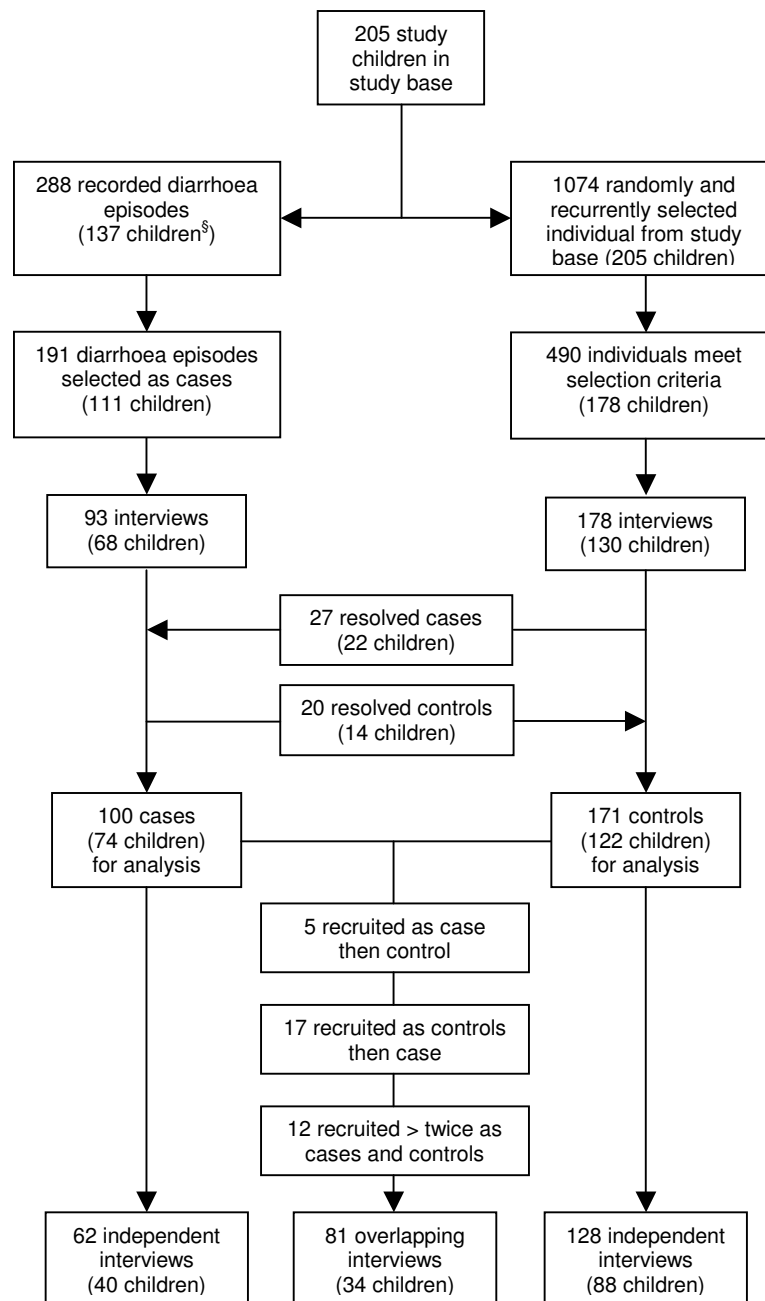 205 study
children in
study base
288 recorded diarrhoea
episodes
(137 children§)
1074 randomly and
recurrently selected
individual from study
base (205 children)
191 diarrhoea episodes
selected as cases
(111 children)
490 individuals meet
selection criteria
(178 children)
93 interviews
(68 children)
178 interviews
(130 children)
27 resolved cases
(22 children)
20 resolved controls
(14 children)
100 cases
(74 children)
for analysis
171 controls
(122 children)
for analysis
5 recruited as case
then control
17 recruited as controls
then case
12 recruited > twice as
cases and controls
62 independent
interviews
(40 children)
81 overlapping
interviews
(34 children)
128 independent
interviews
(88 children)